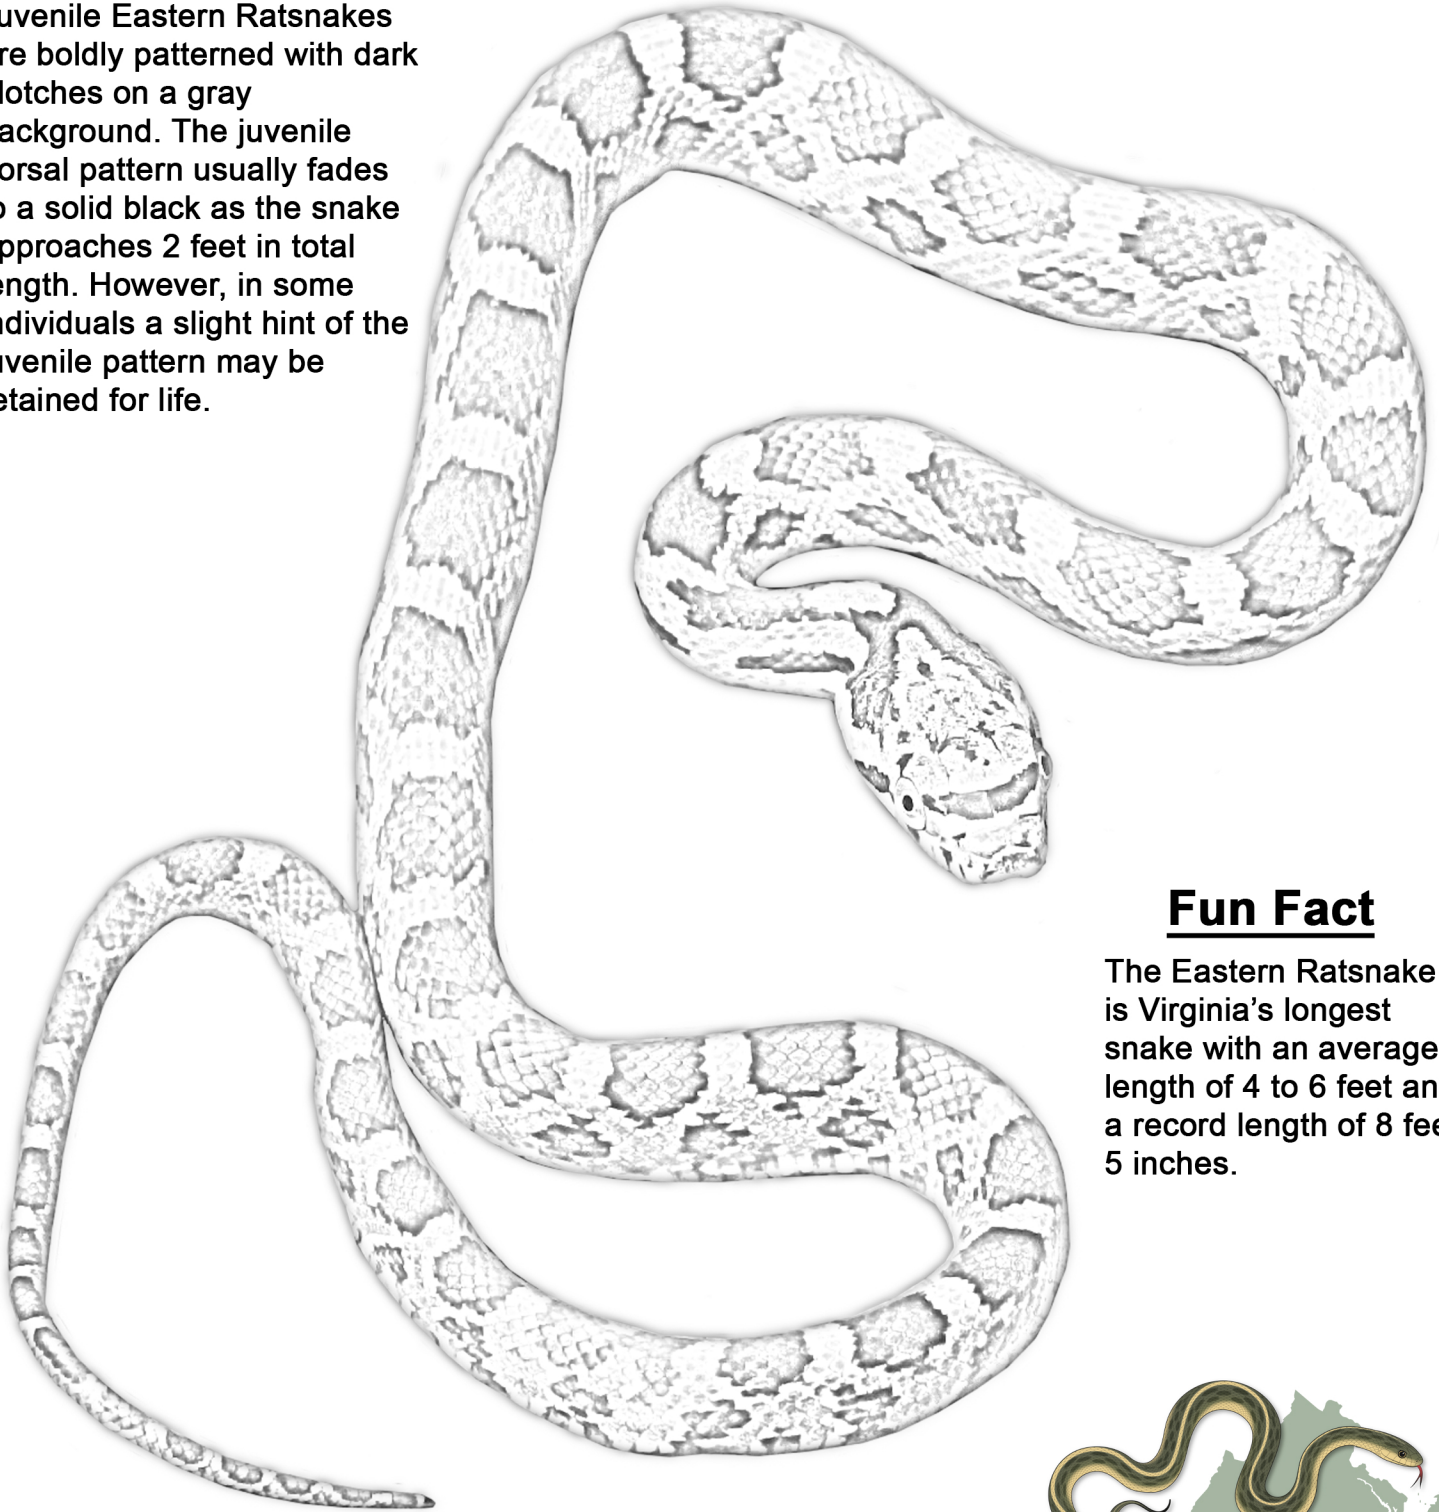 uvenile Eastern Ratsnakes
re boldly patterned with dark
lotches on a gray
ackground. The juvenile
orsal pattern usually fades
o a solid black as the snake
pproaches 2 feet in total
ength. However, in some
ndividuals a slight hint of the
uvenile pattern may be
etained for life.
Fun Fact
The Eastern Ratsnake
is Virginia’s longest
snake with an average
length of 4 to 6 feet an
a record length of 8 fee
5 inches.